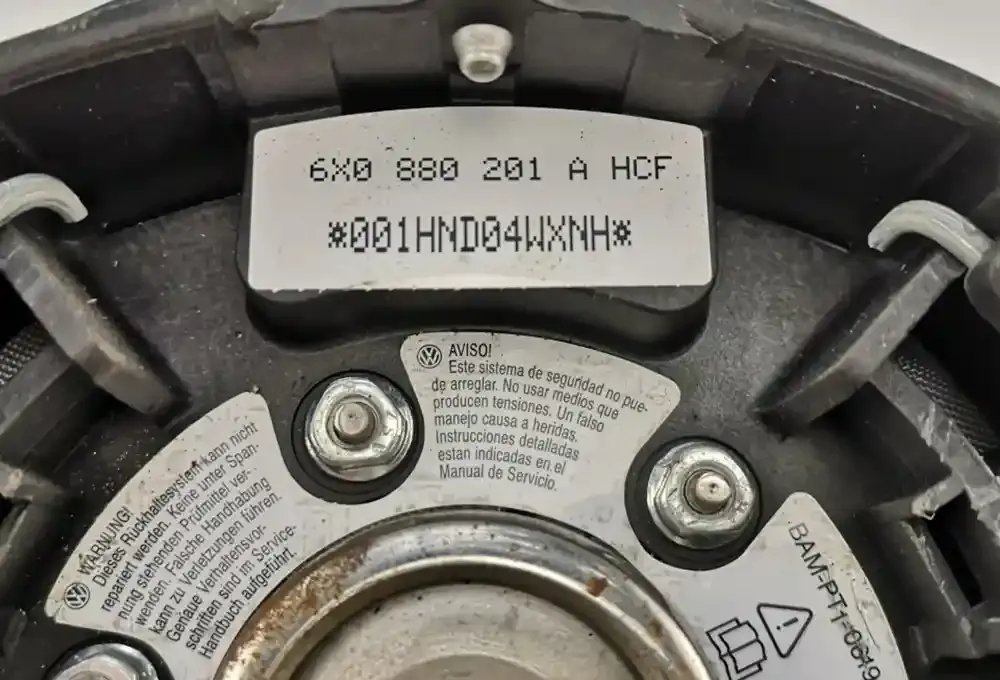 6X0 880 201 A HCF
*001HND04WXNH*
AVISO!
Este sistema de seguridad no pue-
de arreglar. No usar medios que
producen tensiones. Un falso
manejo causa a heridas.
Instrucciones detalladas
estan indicadas en el
Manual de Servicio.
WARNUNG!
Dieses Rückhaltesystem kann nicht
repariert werden. Keine unter Span-
nung stehenden Prüfmittel ver-
wenden. Falsche Handhabung
kann zu Verletzungen führen.
Genaue Verhaltensvor-
schriften sind im Service-
Handbuch aufgeführt.
BAM-PT1-0819